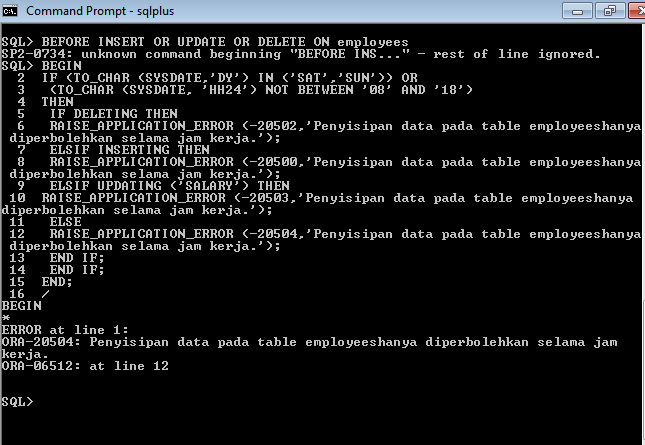 Command Prompt - sqlplus
SQL> BEFORE INSERT OR UPDATE OR DELETE ON employees
SP2-0734: unknown command beginning "BEFORE INS..." - rest of line ignored.
SQL> BEGIN
2 IF (TO_CHAR (SYSDATE,'DY') IN ('SAT','SUN')) OR
3 (TO_CHAR (SYSDATE, 'HH24') NOT BETWEEN '08' AND '18')
4 THEN
5 IF DELETING THEN
6 RAISE_APPLICATION_ERROR (-20502,'Penyisipan data pada table employeeshanya
diperbolehkan selama jam kerja.');
7 ELSIF INSERTING THEN
8 RAISE_APPLICATION_ERROR (-20500,'Penyisipan data pada table employeeshanya
diperbolehkan selama jam kerja.');
9 ELSIF UPDATING ('SALARY') THEN
10 RAISE_APPLICATION_ERROR (-20503,'Penyisipan data pada table employeeshanya
diperbolehkan selama jam kerja.');
11 ELSE
12 RAISE_APPLICATION_ERROR (-20504,'Penyisipan data pada table employeeshanya
diperbolehkan selama jam kerja.');
13 END IF;
14 END IF;
15 END;
16 /
BEGIN
*
ERROR at line 1:
ORA-20504: Penyisipan data pada table employeeshanya diperbolehkan selama jam
kerja.
ORA-06512: at line 12
SQL>